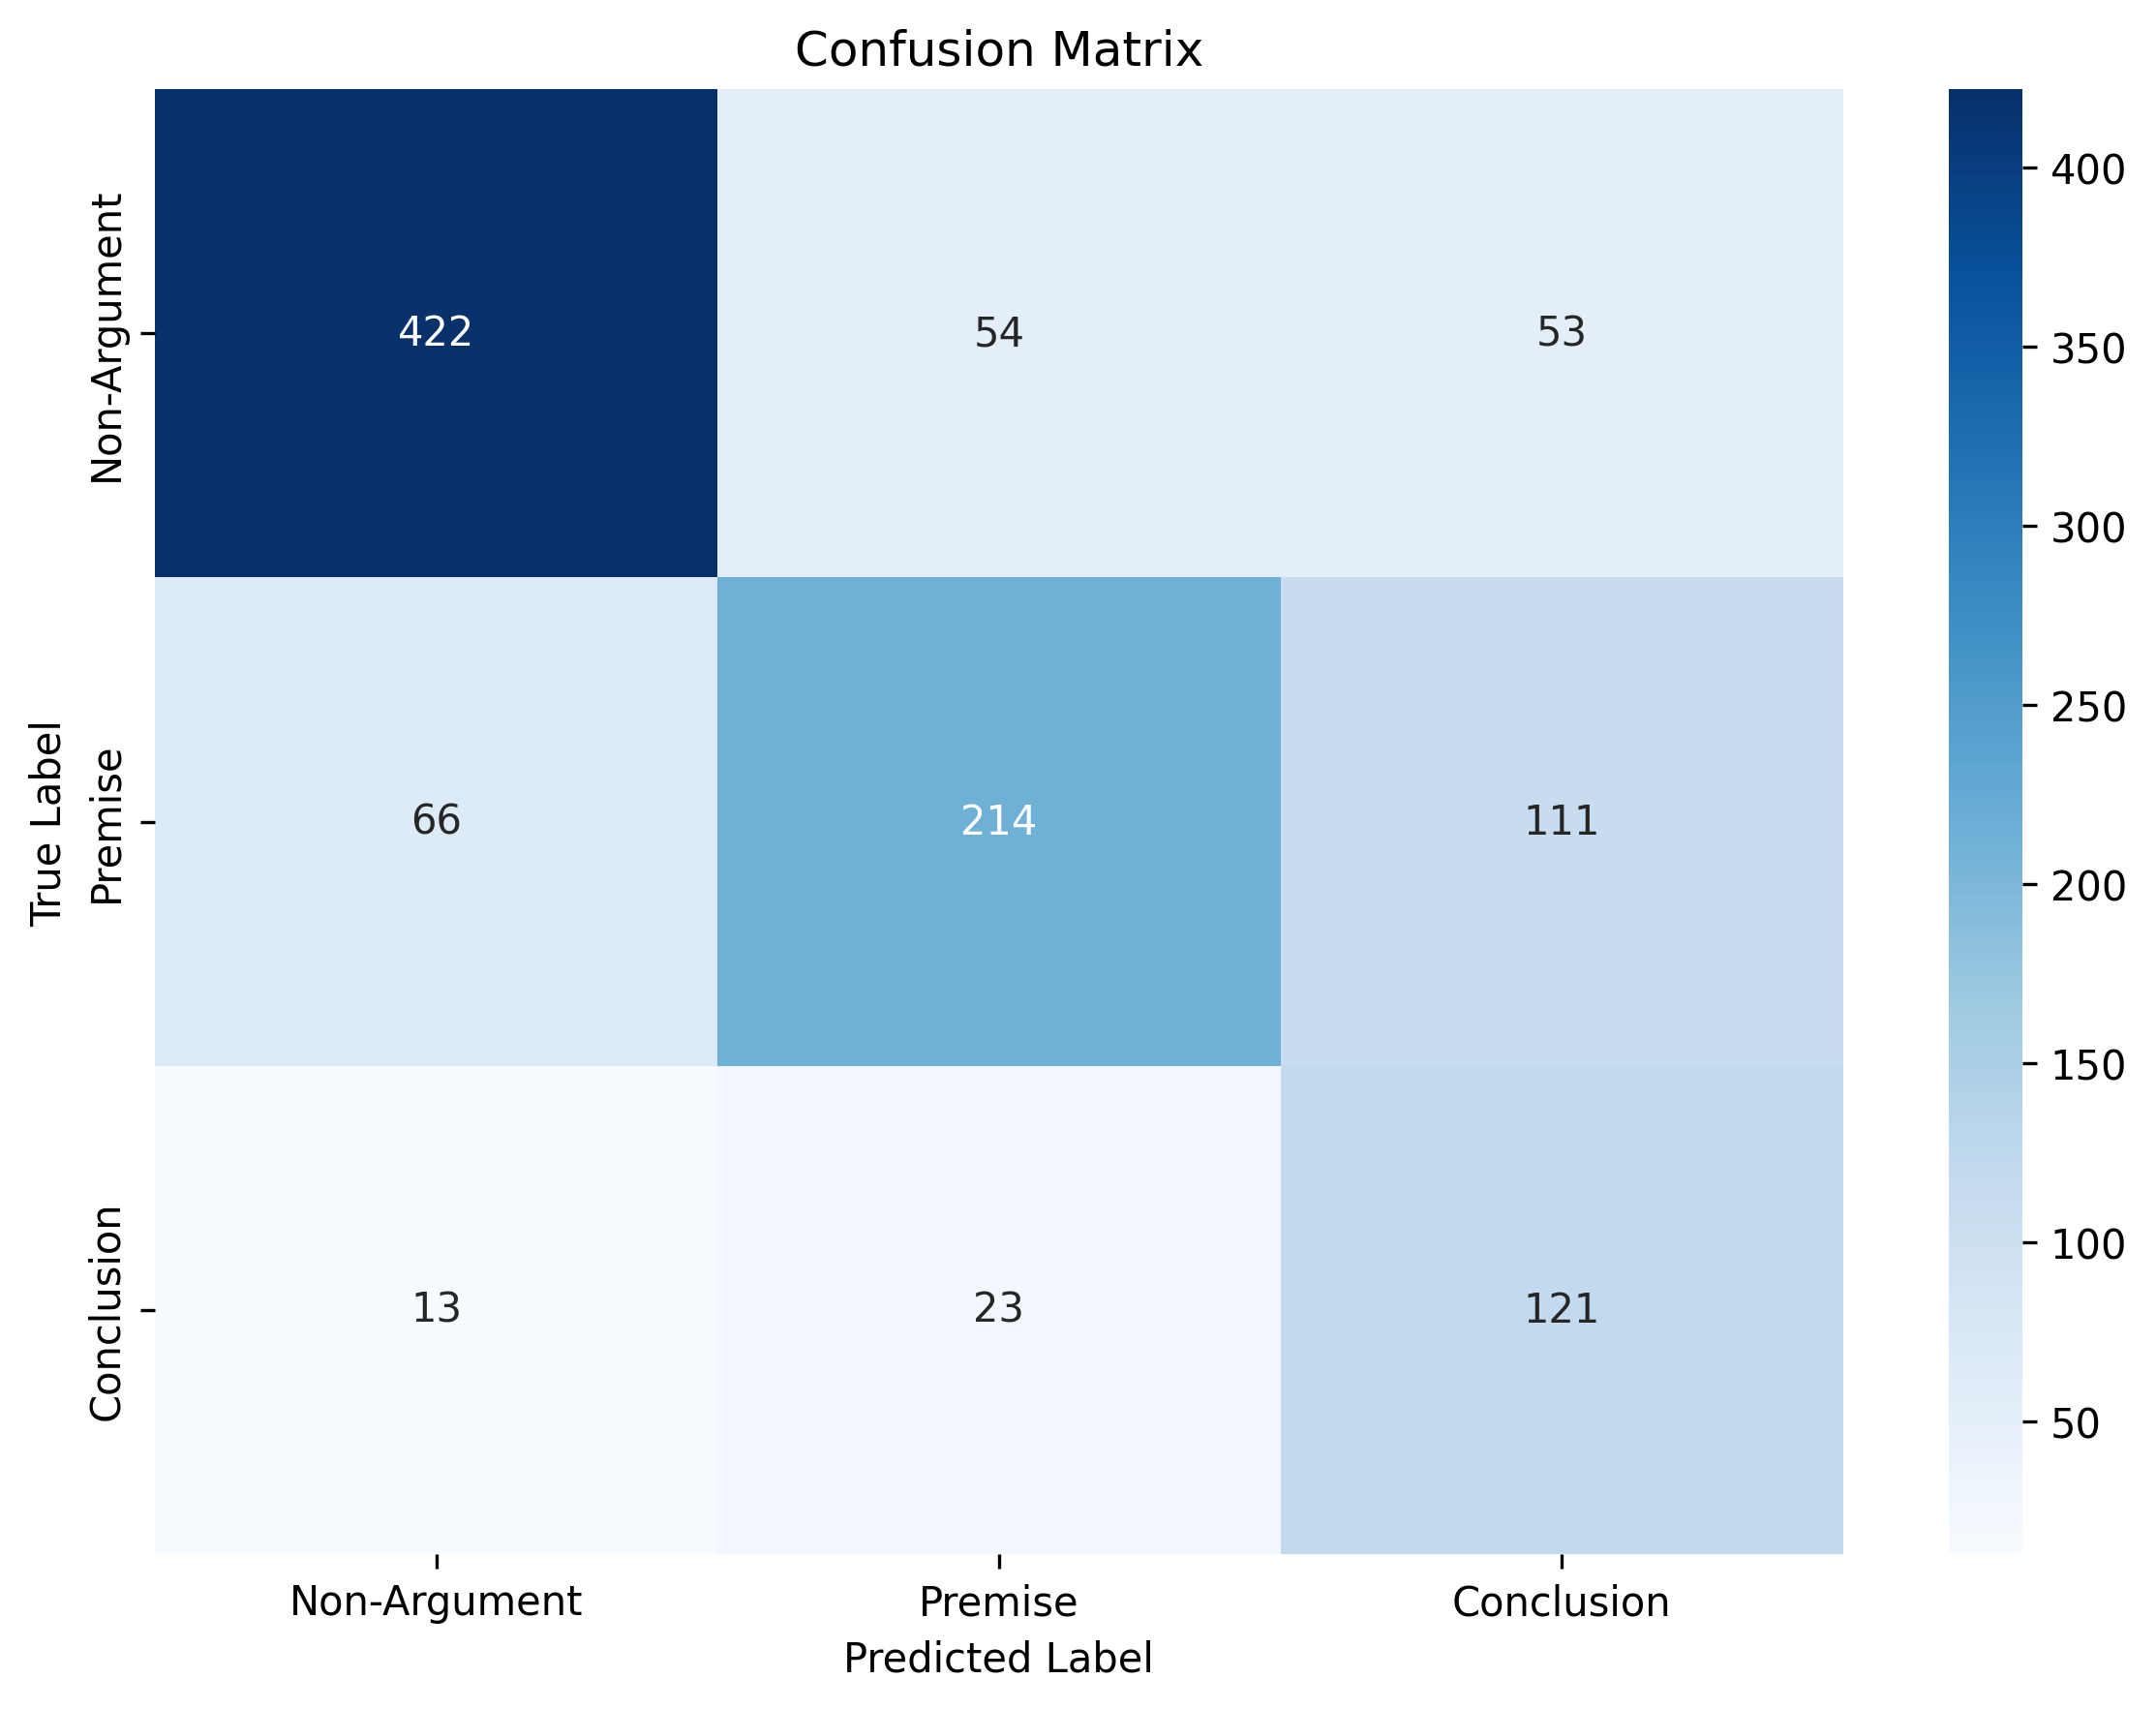 Confusion Matrix
True Label
Non-Argument
422
54
53
Premise
66
214
111
Conclusion
13
23
121
Non-Argument
Premise
Conclusion
Predicted Label
400
350
300
250
200
150
100
50